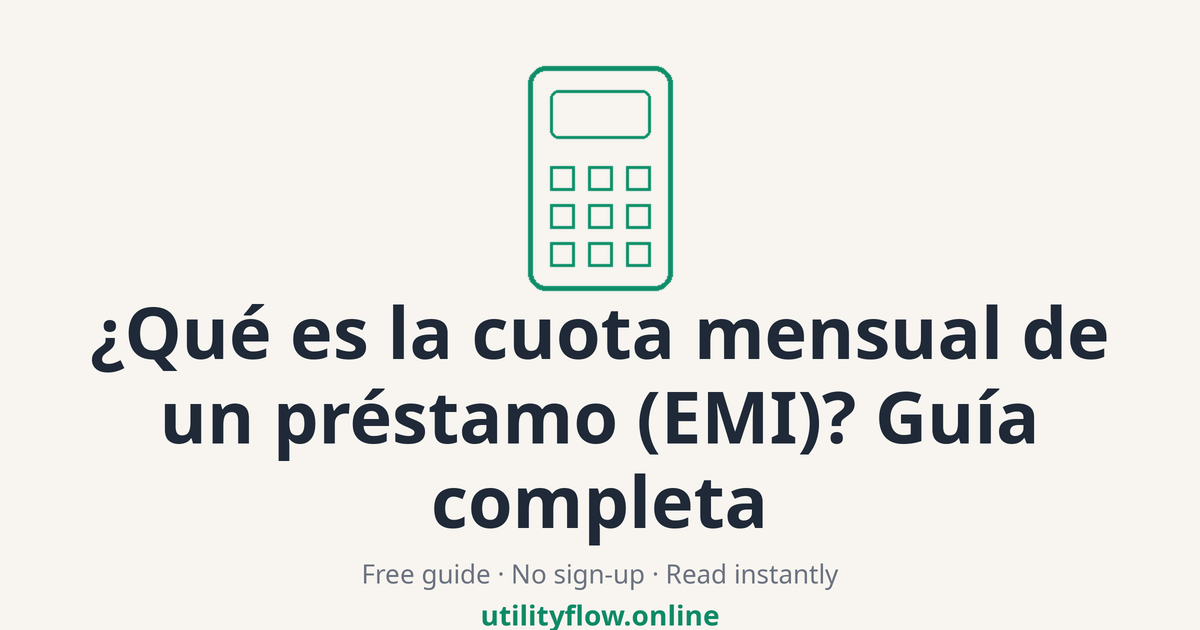 ¿Qué es la cuota mensual de
un préstamo (EMI)? Guía
completa
Free guide · No sign-up · Read instantly
utilityflow.online